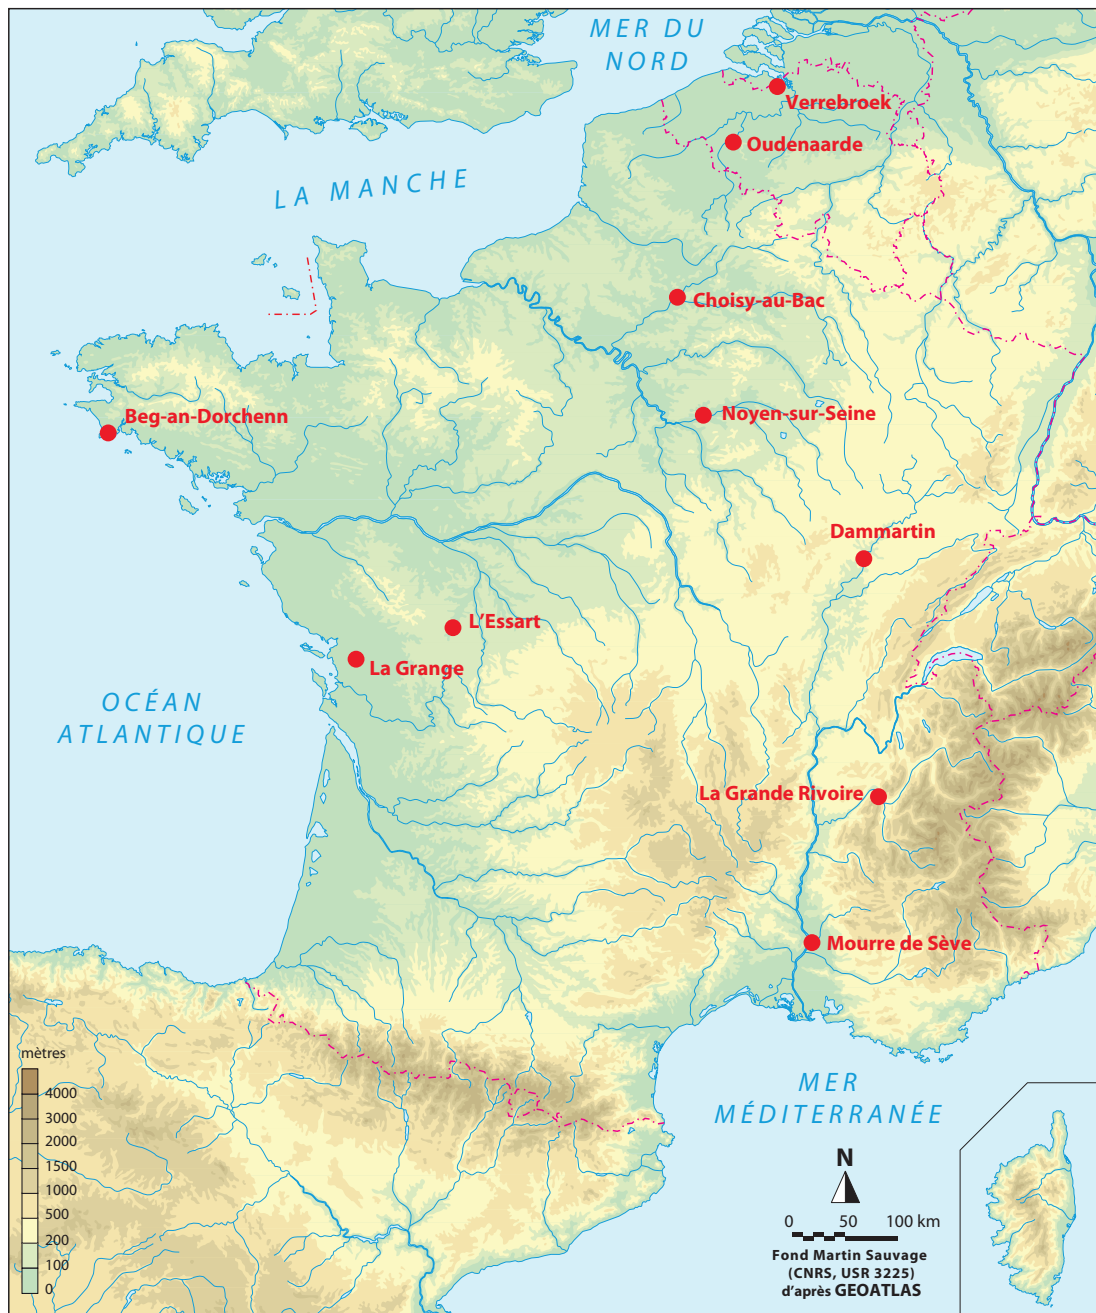 MER DU
NORD
Verrebroek
Oudenaarde
LA MANCHE
Choisy-au-Bac
Beg-an-Dorchenn
Noyen-sur-Seine
Dammartin
L’Essart
La Grange
OCÉAN
ATLANTIQUE
La Grande Rivoire
Mourre de Sève
mètres
4000
3000
2000
1500
1000
500
200
100
0
MER
MÉDITERRANÉE
N
0 50 100 km
Fond Martin Sauvage
(CNRS, USR 3225)
d’après GEOATLAS